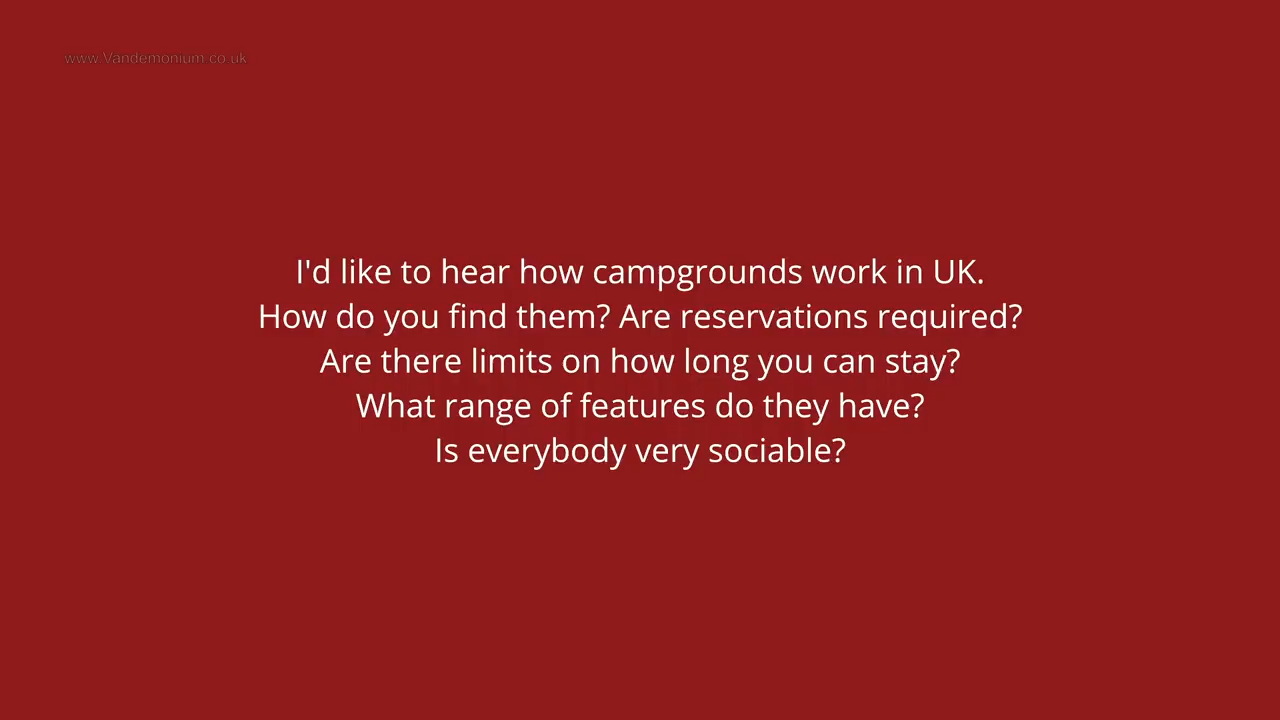 www.Vandemonium.co.uk
I'd like to hear how campgrounds work in UK.
How do you find them? Are reservations required?
Are there limits on how long you can stay?
What range of features do they have?
Is everybody very sociable?